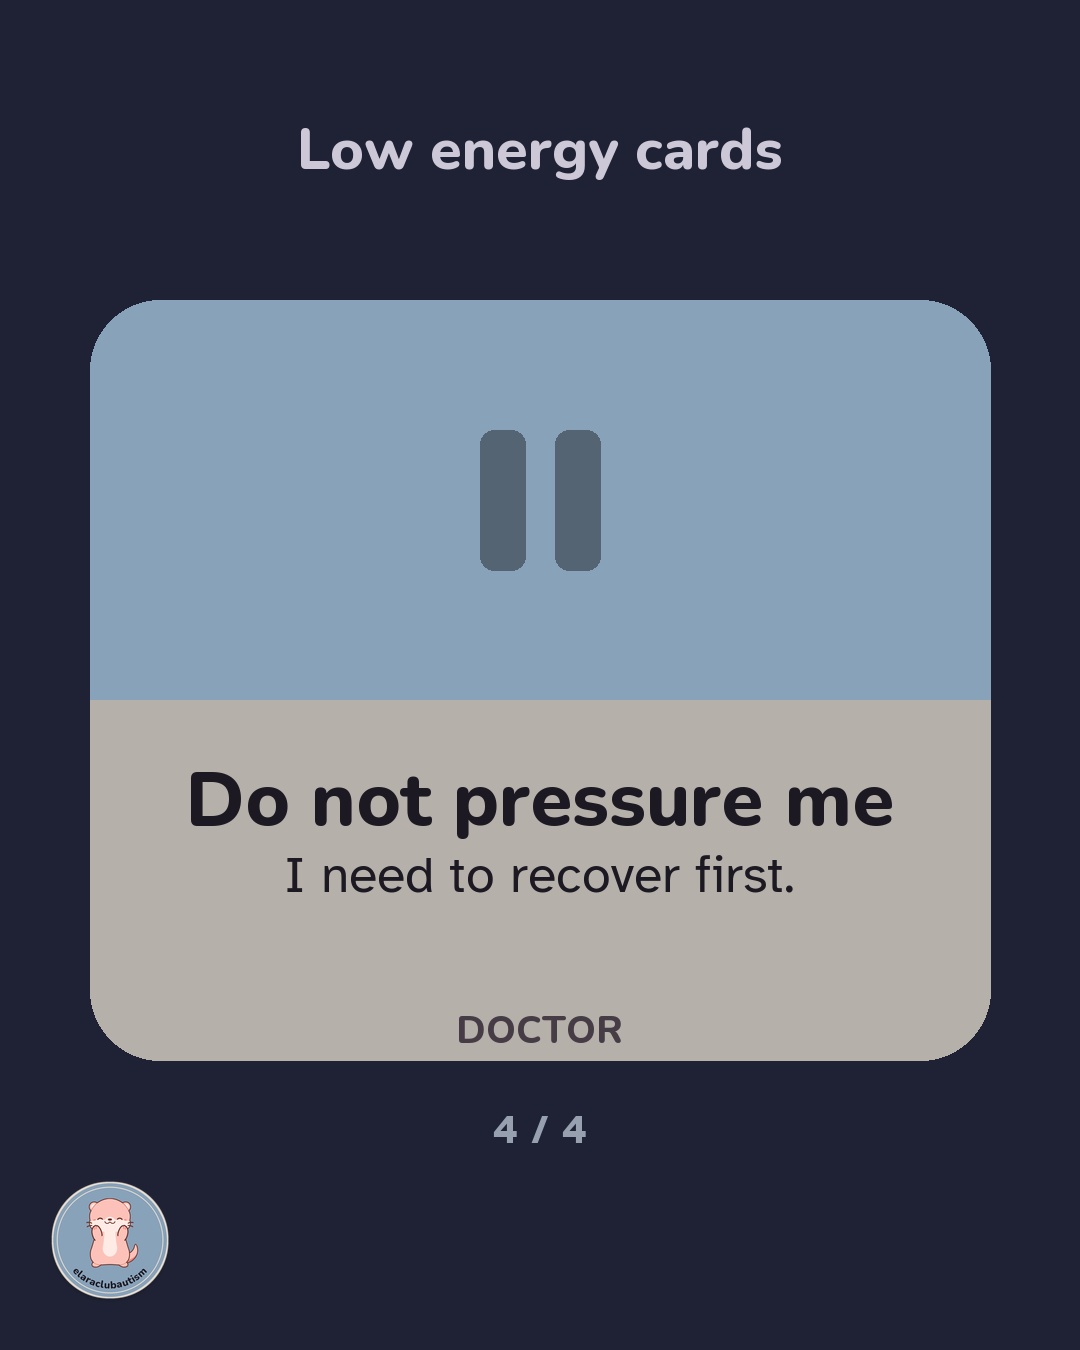 Low energy cards
Do not pressure me
I need to recover first.
DOCTOR
4 / 4
elaraclubautism